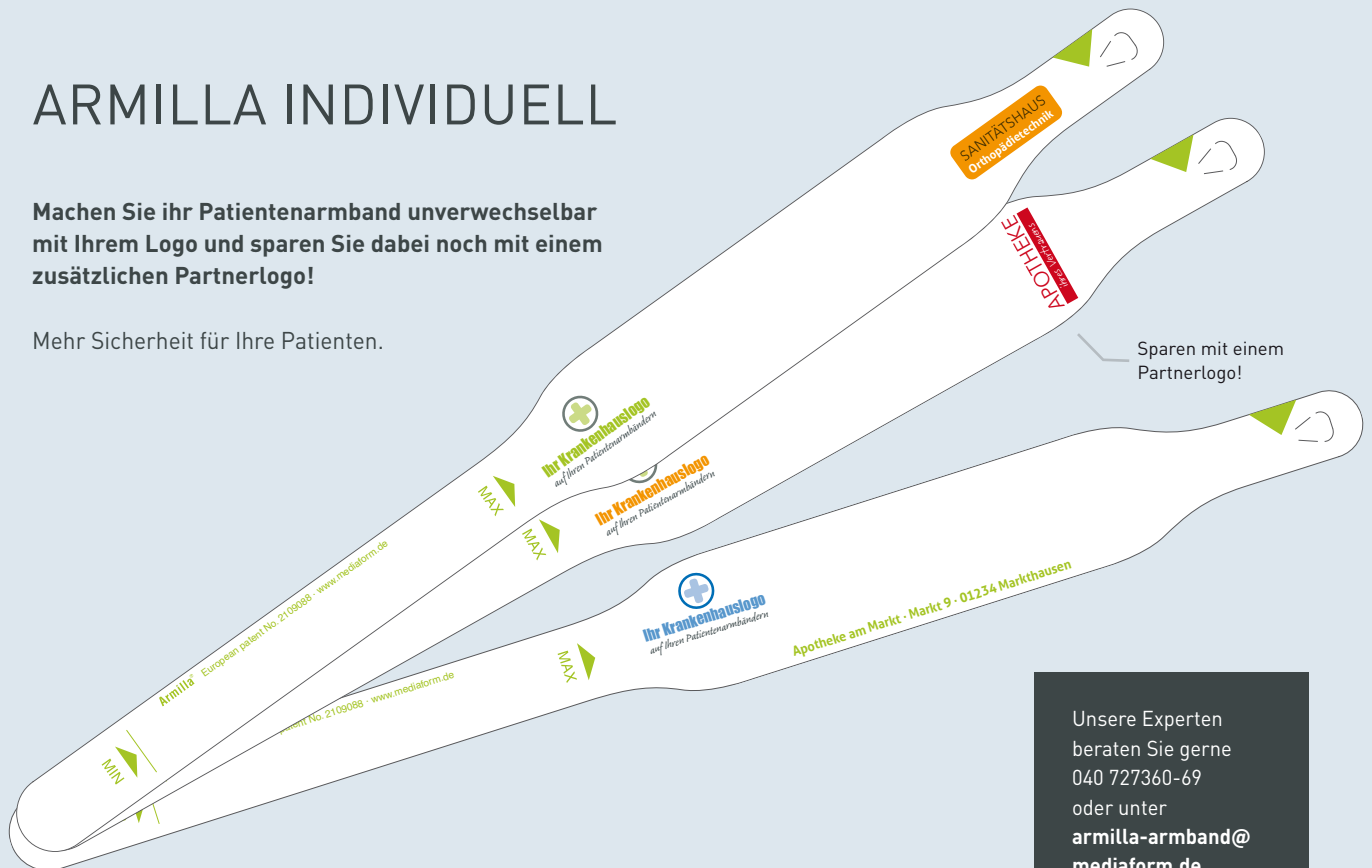 ARMILLA INDIVIDUELL
Machen Sie ihr Patientenarmband unverwechselbar
mit Ihrem Logo und sparen Sie dabei noch mit einem
zusätzlichen Partnerlogo!
Mehr Sicherheit für Ihre Patienten.
SANITÄTSHAUS
Orthopädietechnik
APOTHEKE
Ihres Vertrauens
Sparen mit einem
Partnerlogo!
Ihr Krankenhauslogo
auf Ihren Patientenarmbändern
MAX
Ihr Krankenhauslogo
auf Ihren Patientenarmbändern
MAX
Armilla® European patent No. 2109088 · www.mediaform.de
MIN
Ihr Krankenhauslogo
auf Ihren Patientenarmbändern
MAX
Apotheke am Markt · Markt 9 · 01234 Markthausen
No. 2109088 · www.mediaform.de
Unsere Experten
beraten Sie gerne
040 727360-69
oder unter
armilla-armband@
mediaform.de